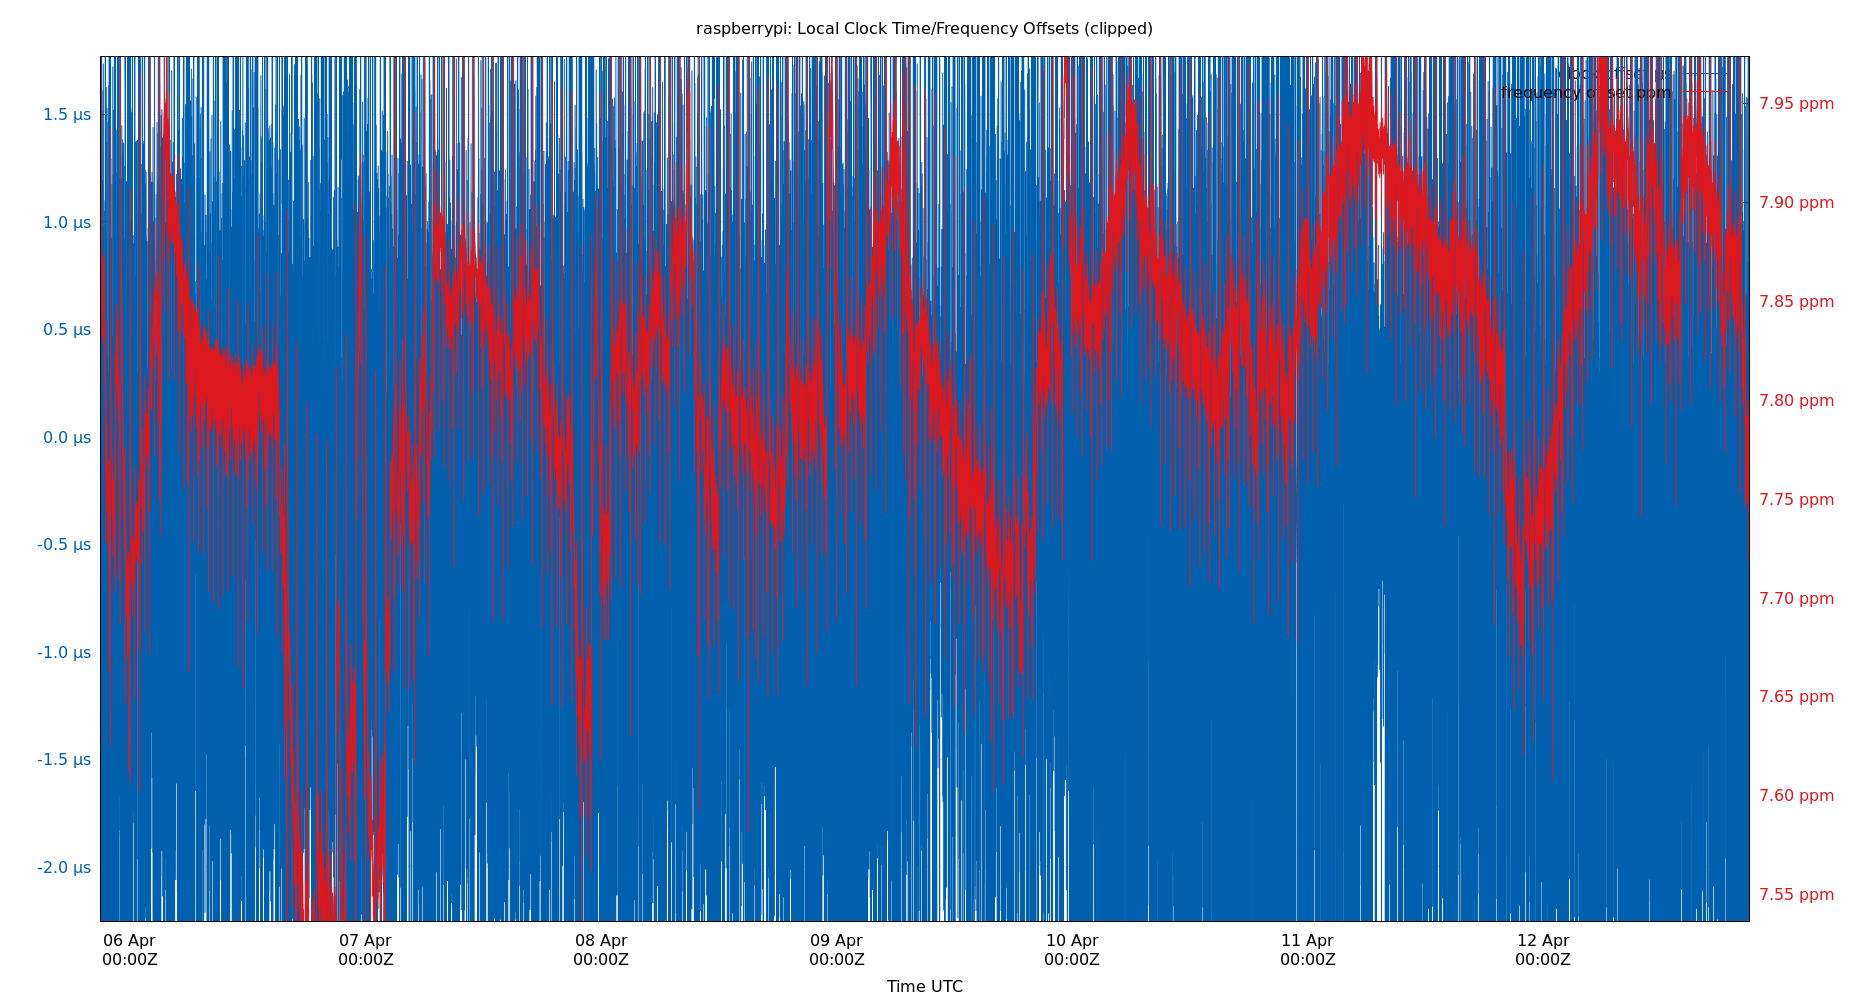 raspberrypi: Local Clock Time/Frequency Offsets (clipped)
clock offset µs
frequency offset ppm
1.5 µs
1.0 µs
0.5 µs
0.0 µs
-0.5 µs
-1.0 µs
-1.5 µs
-2.0 µs
7.95 ppm
7.90 ppm
7.85 ppm
7.80 ppm
7.75 ppm
7.70 ppm
7.65 ppm
7.60 ppm
7.55 ppm
06 Apr 07 Apr 08 Apr 09 Apr 10 Apr 11 Apr 12 Apr
00:00Z 00:00Z 00:00Z 00:00Z 00:00Z 00:00Z 00:00Z
Time UTC